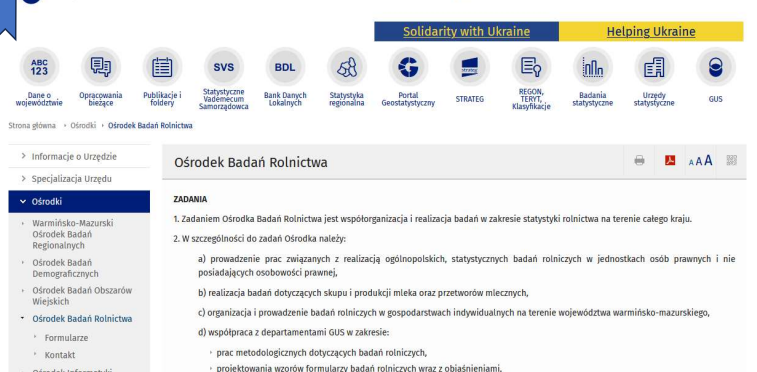 Solidarity with Ukraine
Helping Ukraine
ABC
123
SVS
BDL
strateg
Dane o
województwie
Opracowania
bieżące
Publikacje i
foldery
Statystyczne
Vademecum
Samorządowca
Bank Danych
Lokalnych
Statystyka
regionalna
Portal
Geostatystyczny
STRATEG
REGON,
TERYT,
Klasyfikacje
Badania
statystyczne
Urzędy
statystyczne
GUS
Strona główna › Ośrodki › Ośrodek Badań Rolnictwa
Informacje o Urzędzie
Specjalizacja Urzędu
Ośrodki
Warmińsko-Mazurski
Ośrodek Badań
Regionalnych
Ośrodek Badań
Demograficznych
Ośrodek Badań Obszarów
Wiejskich
Ośrodek Badań Rolnictwa
Formularze
Kontakt
Ośrodek Informatyki
Ośrodek Badań Rolnictwa
A A A
ZADANIA
1. Zadaniem Ośrodka Badań Rolnictwa jest współorganizacja i realizacja badań w zakresie statystyki rolnictwa na terenie całego kraju.
2. W szczególności do zadań Ośrodka należy:
a) prowadzenie prac związanych z realizacją ogólnopolskich, statystycznych badań rolniczych w jednostkach osób prawnych i nie
posiadających osobowości prawnej,
b) realizacja badań dotyczących skupu i produkcji mleka oraz przetworów mlecznych,
c) organizacja i prowadzenie badań rolniczych w gospodarstwach indywidualnych na terenie województwa warmińsko-mazurskiego,
d) współpraca z departamentami GUS w zakresie:
prac metodologicznych dotyczących badań rolniczych,
projektowania wzorów formularzy badań rolniczych wraz z objaśnieniami,